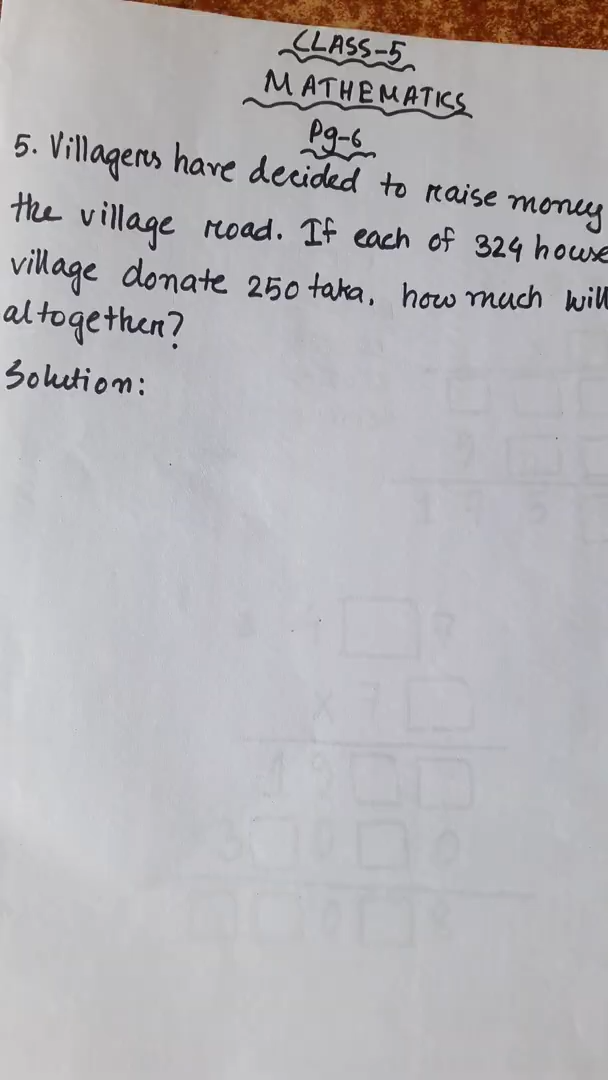 CLASS-5
MATHEMATICS
Pg-6
5. Villagers have decided to raise money
the village road. If each of 324 house
village donate 250 taka, how much will
altogether?
Solution: